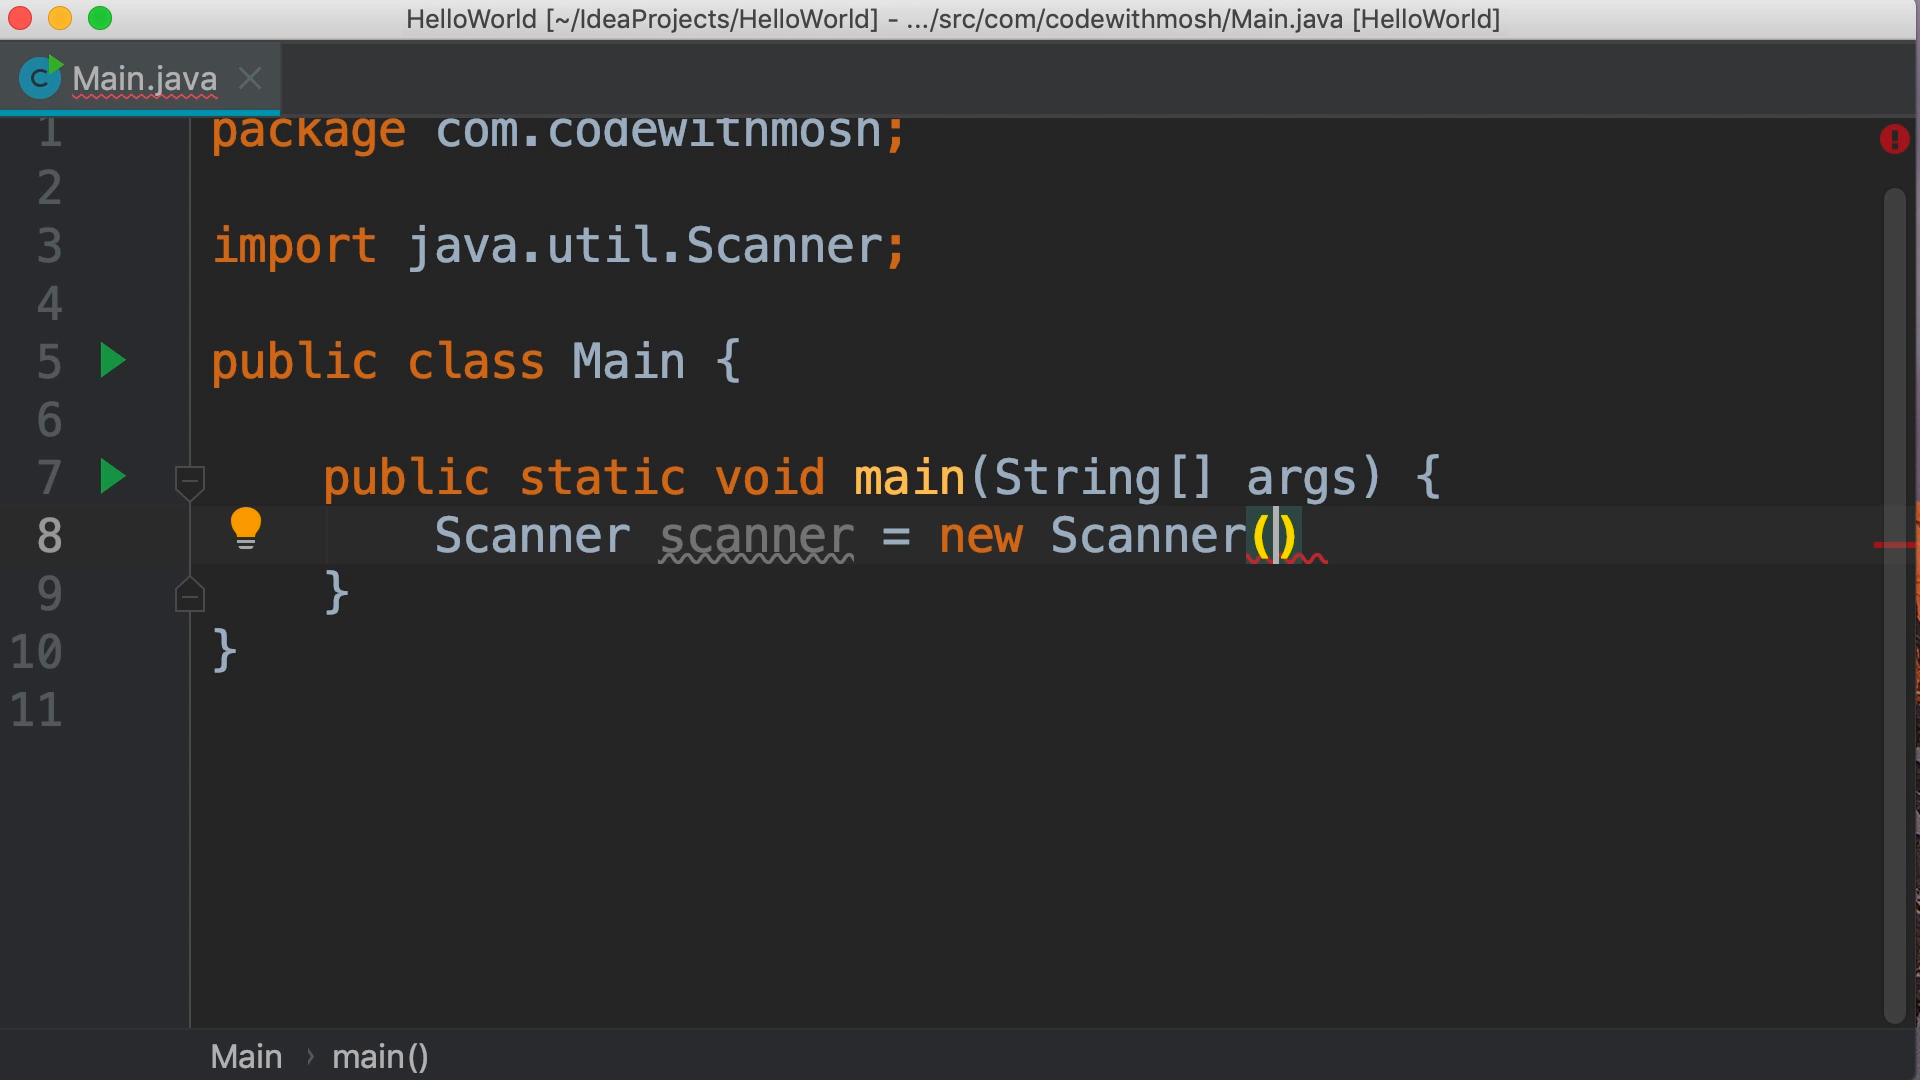 HelloWorld [~/IdeaProjects/HelloWorld] - .../src/com/codewithmosh/Main.java [HelloWorld]
Main.java
1 package com.codewithmosh;
2
3 import java.util.Scanner;
4
5 public class Main {
6
7 public static void main(String[] args) {
8 Scanner scanner = new Scanner()
9 }
10 }
11
Main › main()